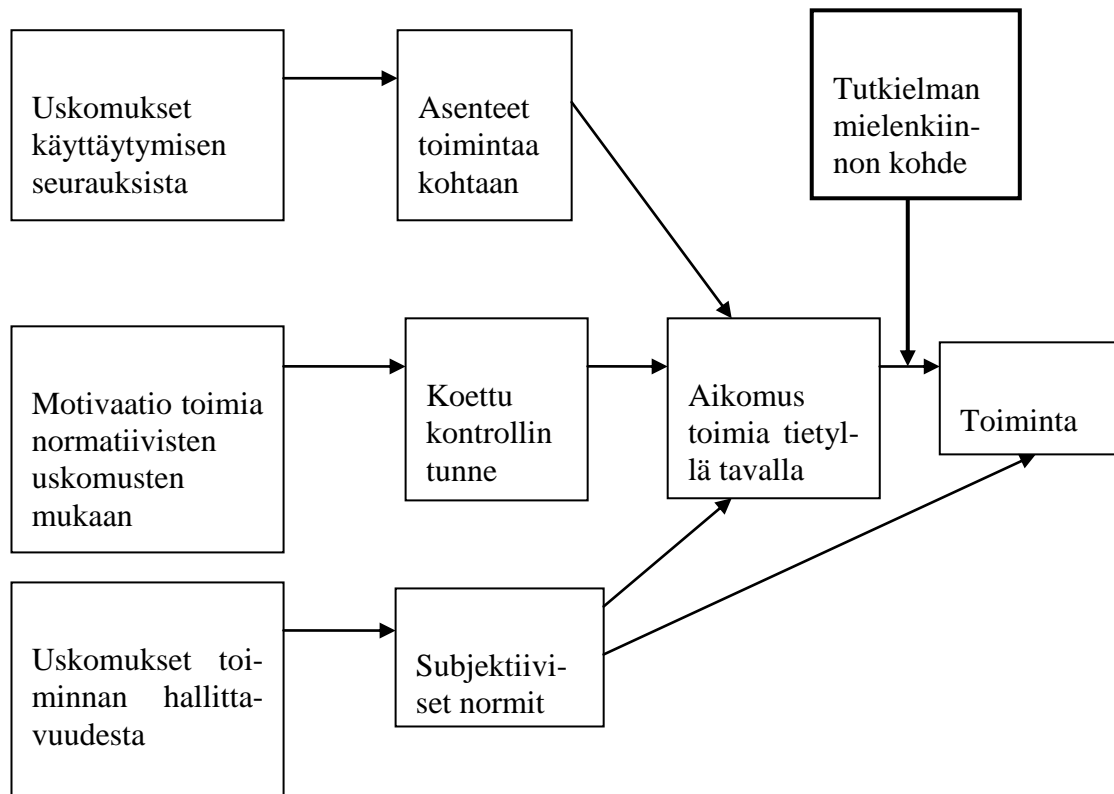 Uskomukset
käyttäytymisen
seurauksista
Asenteet
toimintaa
kohtaan
Tutkielman
mielenkiin-
non kohde
Motivaatio toimia
normatiivisten
uskomusten
mukaan
Koettu
kontrollin
tunne
Aikomus
toimia tietyl-
lä tavalla
Toiminta
Uskomukset toi-
minnan hallitta-
vuudesta
Subjektiivi-
set normit